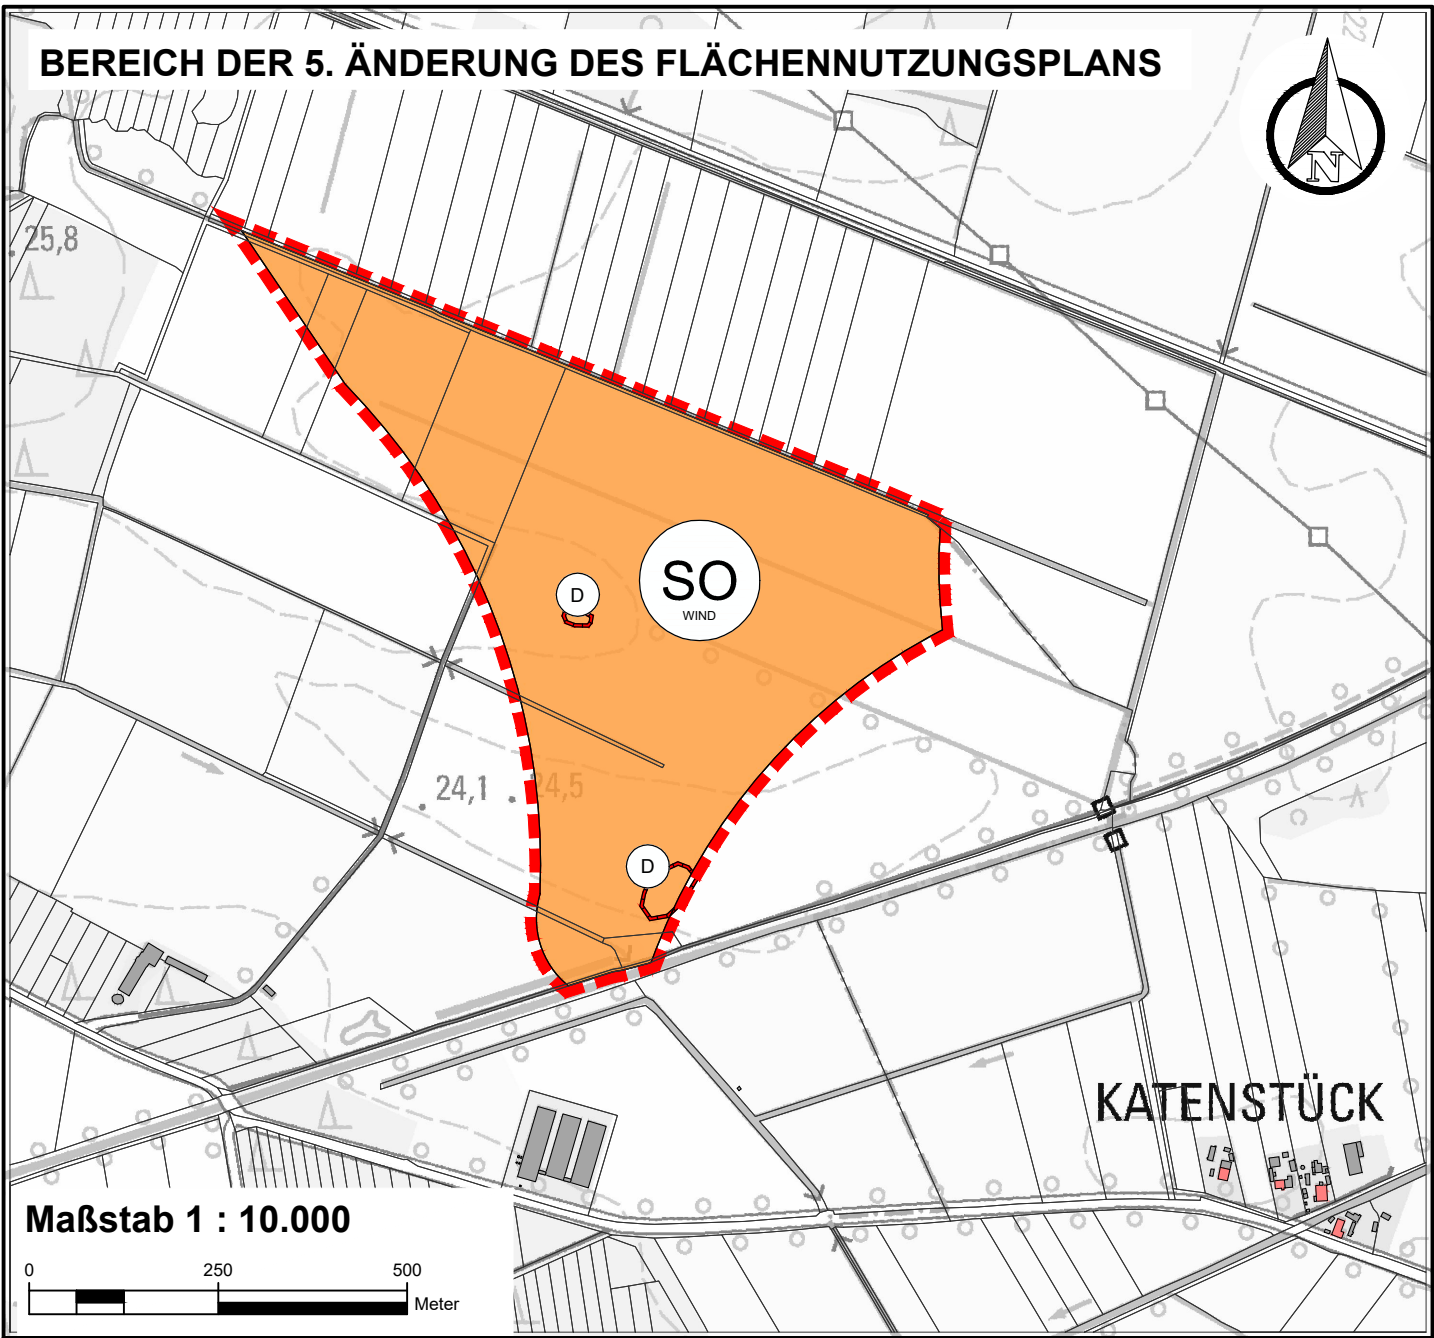 BEREICH DER 5. ÄNDERUNG DES FLÄCHENNUTZUNGSPLANS
22
N
25,8
SO
WIND
D
24,1
24,5
D
KATENSTÜCK
Maßstab 1 : 10.000
0 250 500
Meter